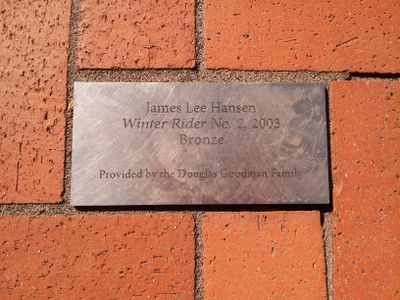 James Lee Hansen
Winter Rider No. 2, 2003
Bronze
Provided by the Douglas Goodman Family